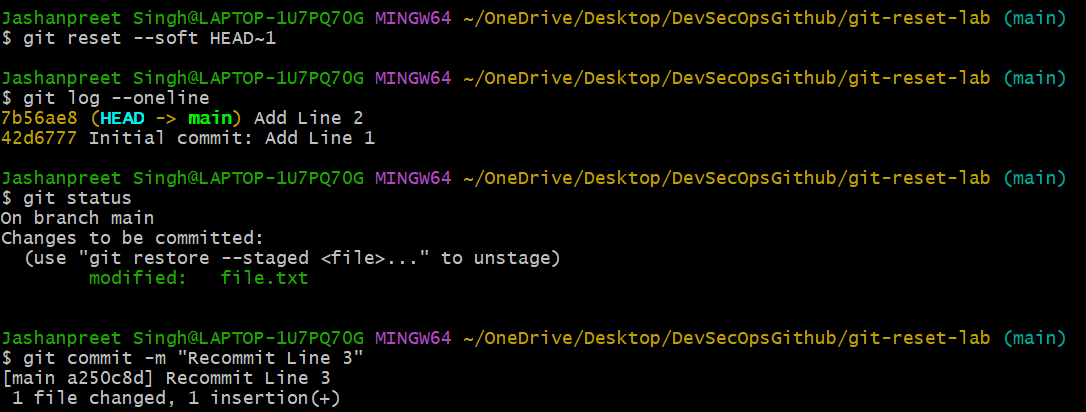 Jashanpreet Singh@LAPTOP-1U7PQ70G MINGW64 ~/OneDrive/Desktop/DevSecOpsGithub/git-reset-lab (main)
$ git reset --soft HEAD~1
Jashanpreet Singh@LAPTOP-1U7PQ70G MINGW64 ~/OneDrive/Desktop/DevSecOpsGithub/git-reset-lab (main)
$ git log --oneline
7b56ae8 (HEAD -> main) Add Line 2
42d6777 Initial commit: Add Line 1
Jashanpreet Singh@LAPTOP-1U7PQ70G MINGW64 ~/OneDrive/Desktop/DevSecOpsGithub/git-reset-lab (main)
$ git status
On branch main
Changes to be committed:
  (use "git restore --staged <file>..." to unstage)
        modified:   file.txt
Jashanpreet Singh@LAPTOP-1U7PQ70G MINGW64 ~/OneDrive/Desktop/DevSecOpsGithub/git-reset-lab (main)
$ git commit -m "Recommit Line 3"
[main a250c8d] Recommit Line 3
 1 file changed, 1 insertion(+)